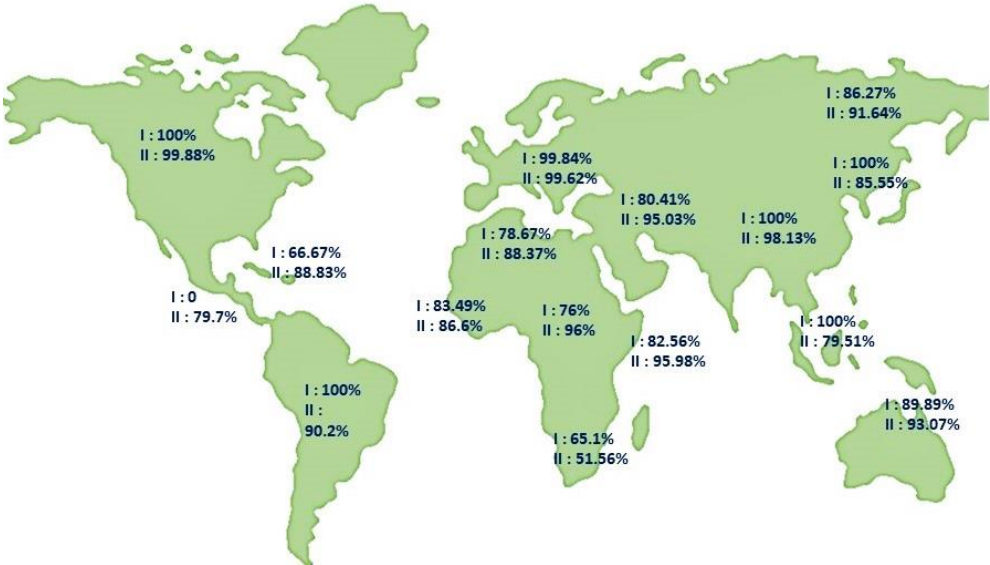 I : 100%
II : 99.88%
I : 66.67%
II : 88.83%
I : 0
II : 79.7%
I : 100%
II :
90.2%
I : 99.84%
II : 99.62%
I : 80.41%
II : 95.03%
I : 78.67%
II : 88.37%
I : 83.49%
II : 86.6%
I : 76%
II : 96%
I : 82.56%
II : 95.98%
I : 65.1%
II : 51.56%
I : 86.27%
II : 91.64%
I : 100%
II : 85.55%
I : 100%
II : 98.13%
I : 100%
II : 79.51%
I : 89.89%
II : 93.07%